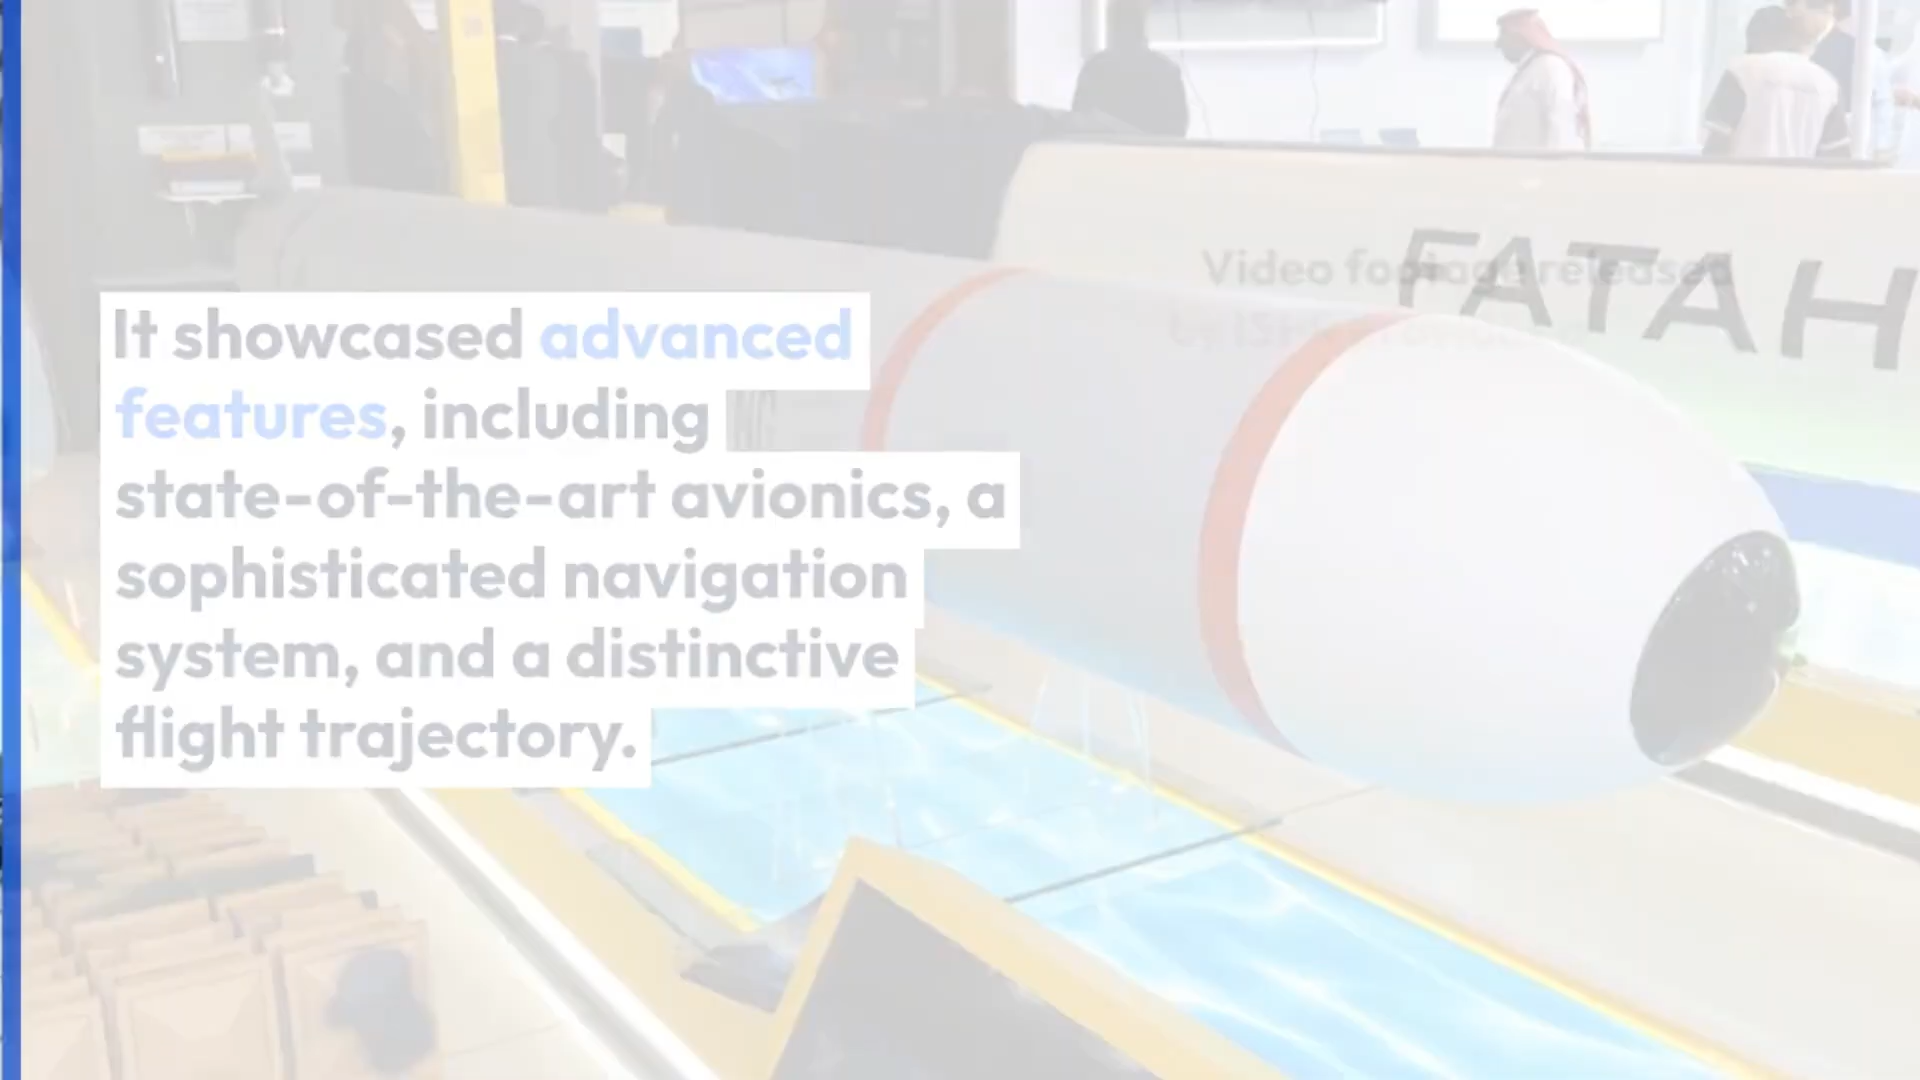 It showcased advanced
features, including
state-of-the-art avionics, a
sophisticated navigation
system, and a distinctive
flight trajectory.
Video footage released
FATAH